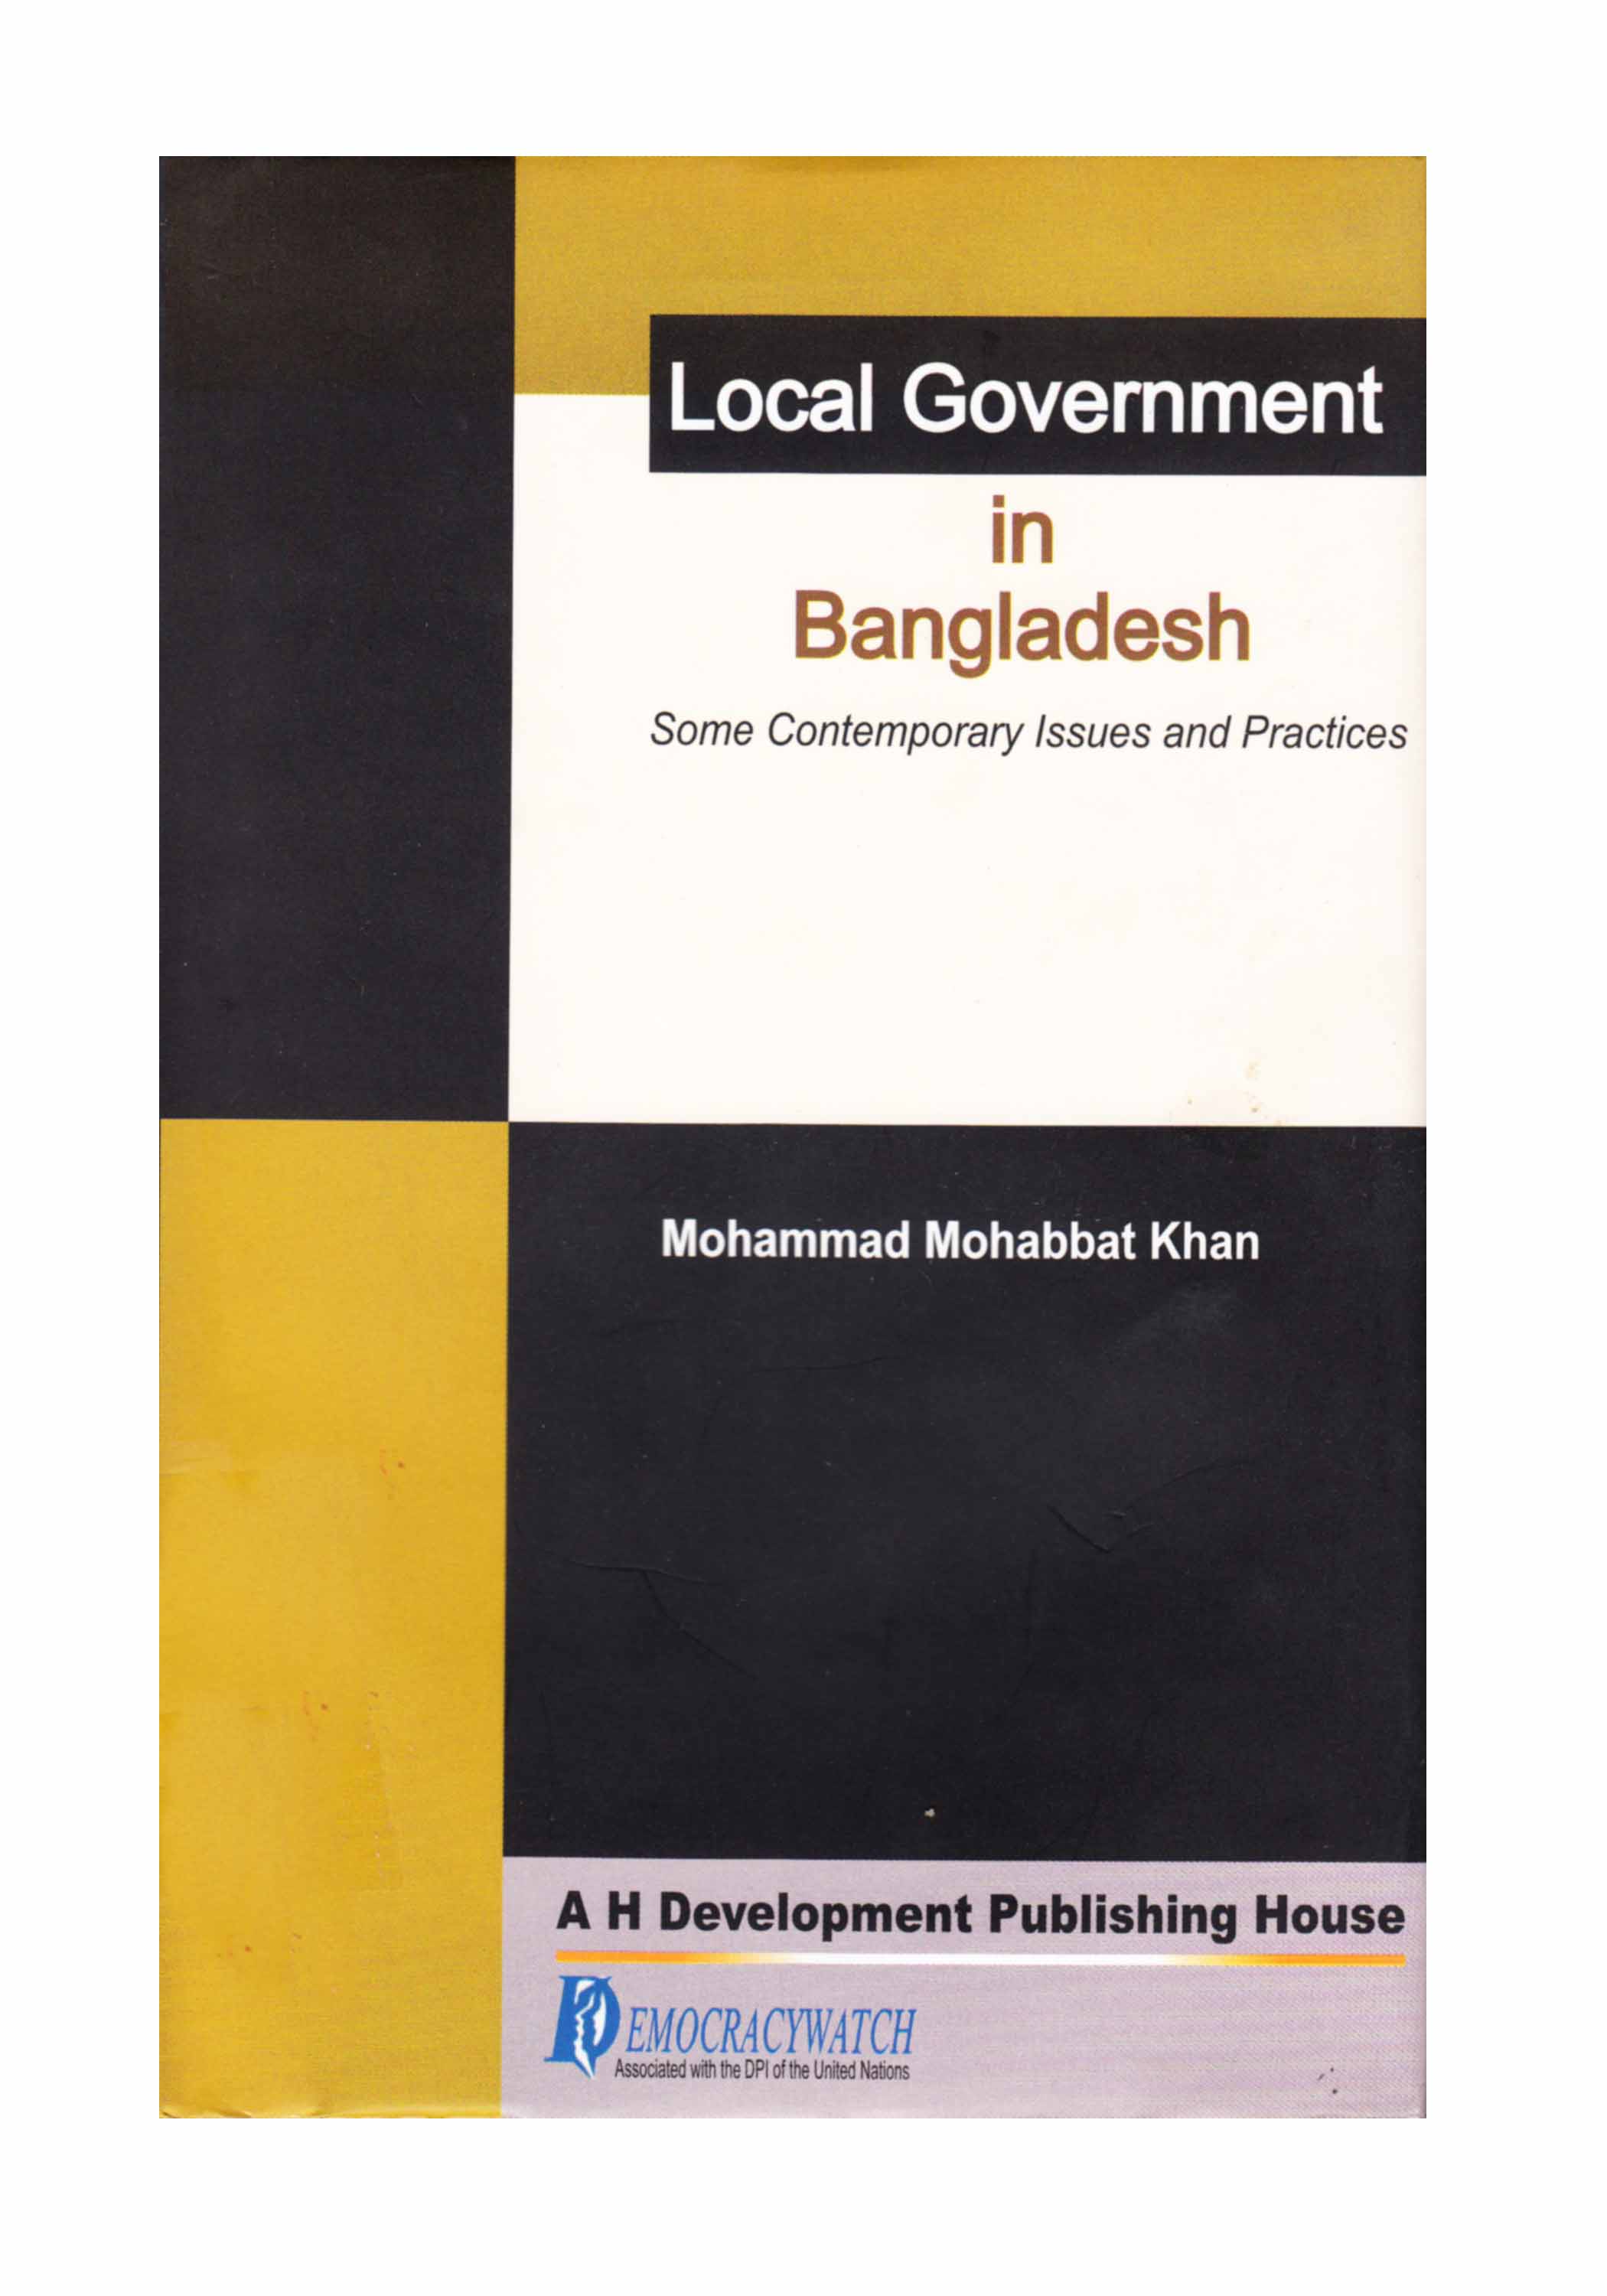 Local Government
in
Bangladesh
Some Contemporary Issues and Practices
Mohammad Mohabbat Khan
A H Development Publishing House
DEMOCRACYWATCH
Associated with the DPI of the United Nations